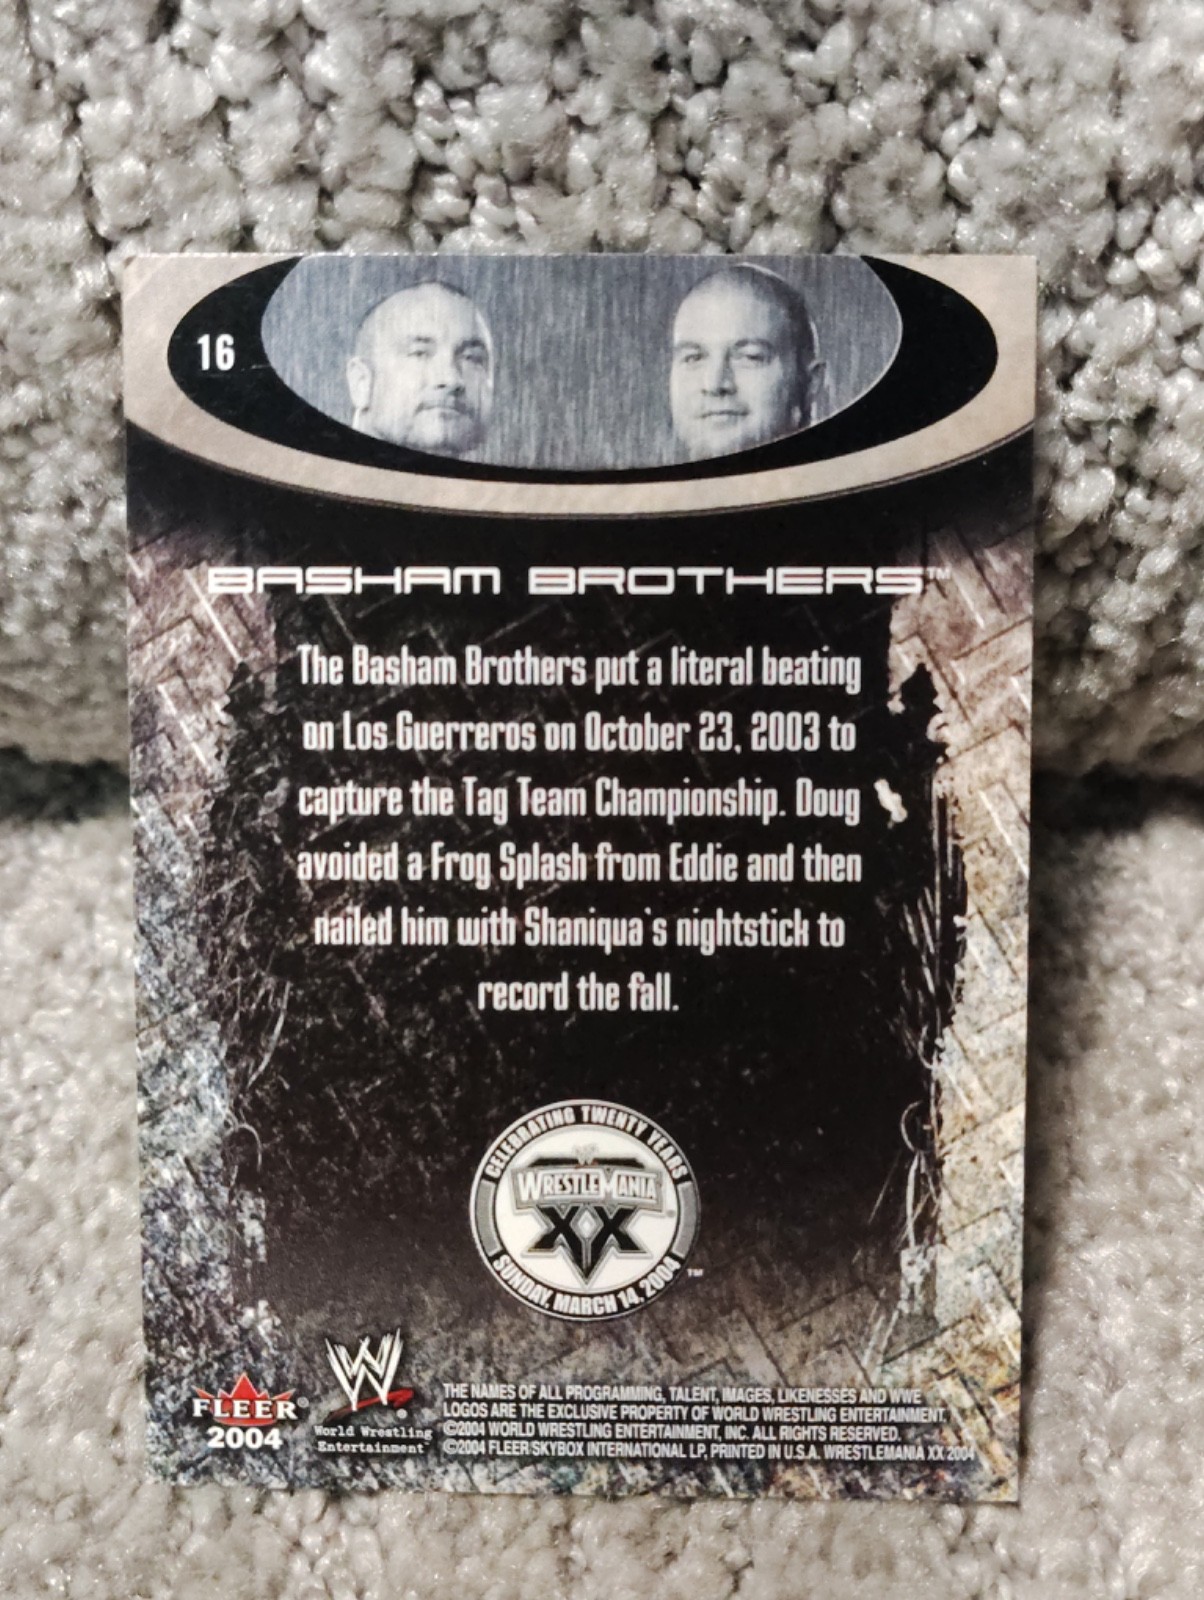 16
BASHAM BROTHERS™
The Basham Brothers put a literal beating
on Los Guerreros on October 23, 2003 to
capture the Tag Team Championship. Doug
avoided a Frog Splash from Eddie and then
nailed him with Shaniqua's nightstick to
record the fall.
CELEBRATING TWENTY YEARS
W
WRESTLEMANIA
XX
SUNDAY, MARCH 14, 2004
™
FLEER®
2004
W®
World Wrestling
Entertainment™
THE NAMES OF ALL PROGRAMMING, TALENT, IMAGES, LIKENESSES AND WWE
LOGOS ARE THE EXCLUSIVE PROPERTY OF WORLD WRESTLING ENTERTAINMENT.
©2004 WORLD WRESTLING ENTERTAINMENT, INC. ALL RIGHTS RESERVED.
©2004 FLEER/SKYBOX INTERNATIONAL LP, PRINTED IN U.S.A. WRESTLEMANIA XX 2004